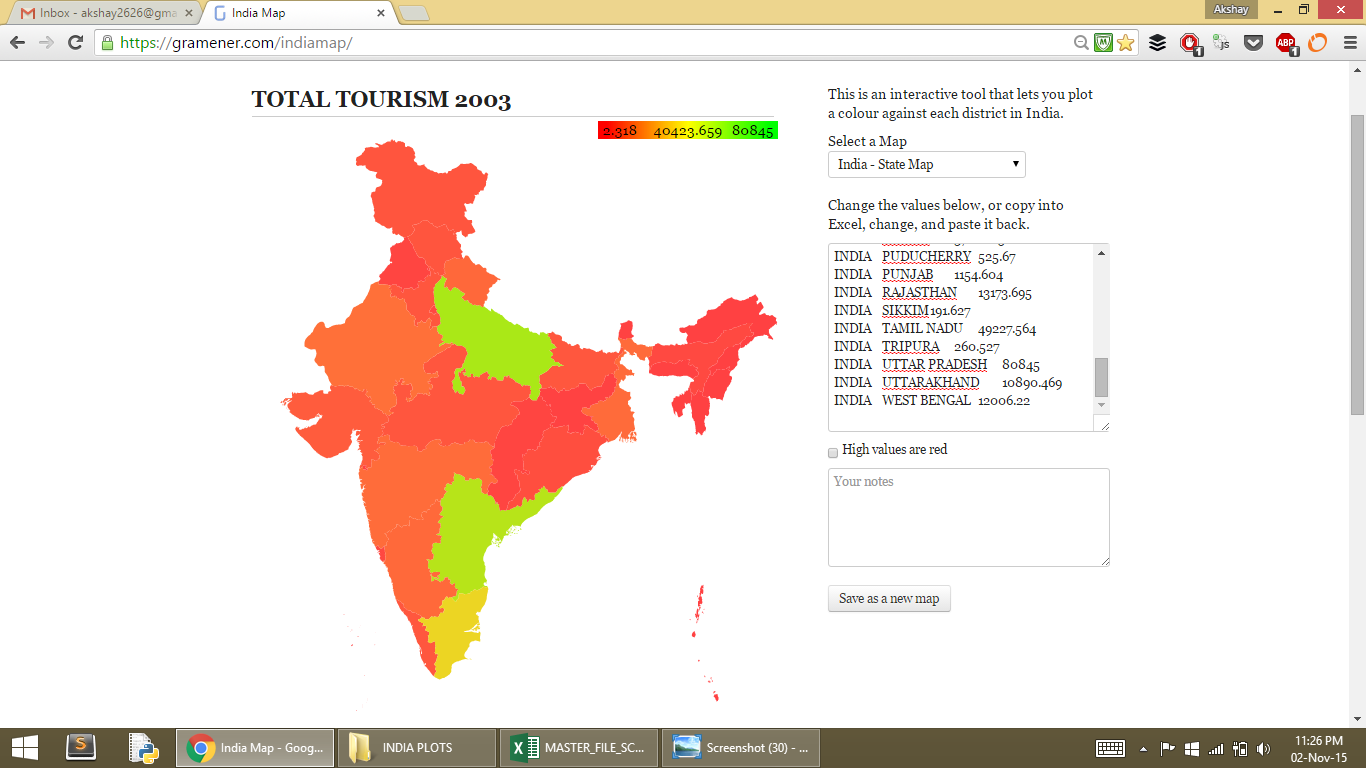 Inbox - akshay2626@gma
India Map
Akshay
https://gramener.com/indiamap/
TOTAL TOURISM 2003
2.318 40423.659 80845
This is an interactive tool that lets you plot
a colour against each district in India.
Select a Map
India - State Map
Change the values below, or copy into
Excel, change, and paste it back.
INDIA PUDUCHERRY 525.67
INDIA PUNJAB 1154.604
INDIA RAJASTHAN 13173.695
INDIA SIKKIM 191.627
INDIA TAMIL NADU 49227.564
INDIA TRIPURA 260.527
INDIA UTTAR PRADESH 80845
INDIA UTTARAKHAND 10890.469
INDIA WEST BENGAL 12006.22
High values are red
Your notes
Save as a new map
India Map - Goog...
INDIA PLOTS
MASTER_FILE_SC...
Screenshot (30) - ...
11:26 PM
02-Nov-15